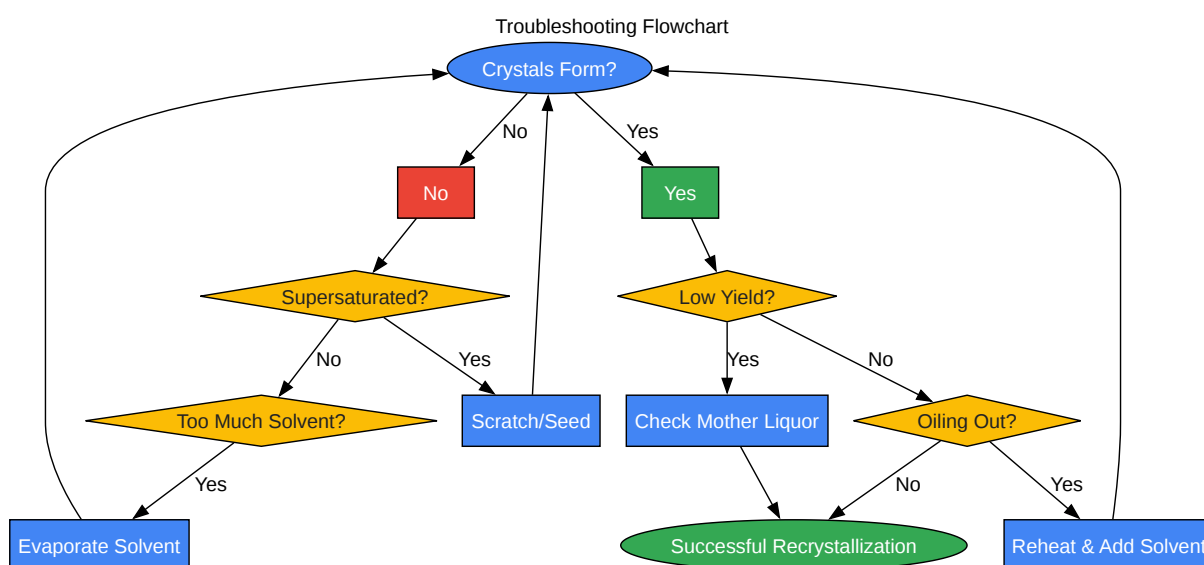 Troubleshooting Flowchart
Crystals Form?
No
Yes
No
Yes
Supersaturated?
Low Yield?
No
Yes
Yes
No
Too Much Solvent?
Scratch/Seed
Check Mother Liquor
Oiling Out?
Yes
No
Yes
Evaporate Solvent
Successful Recrystallization
Reheat & Add Solvent